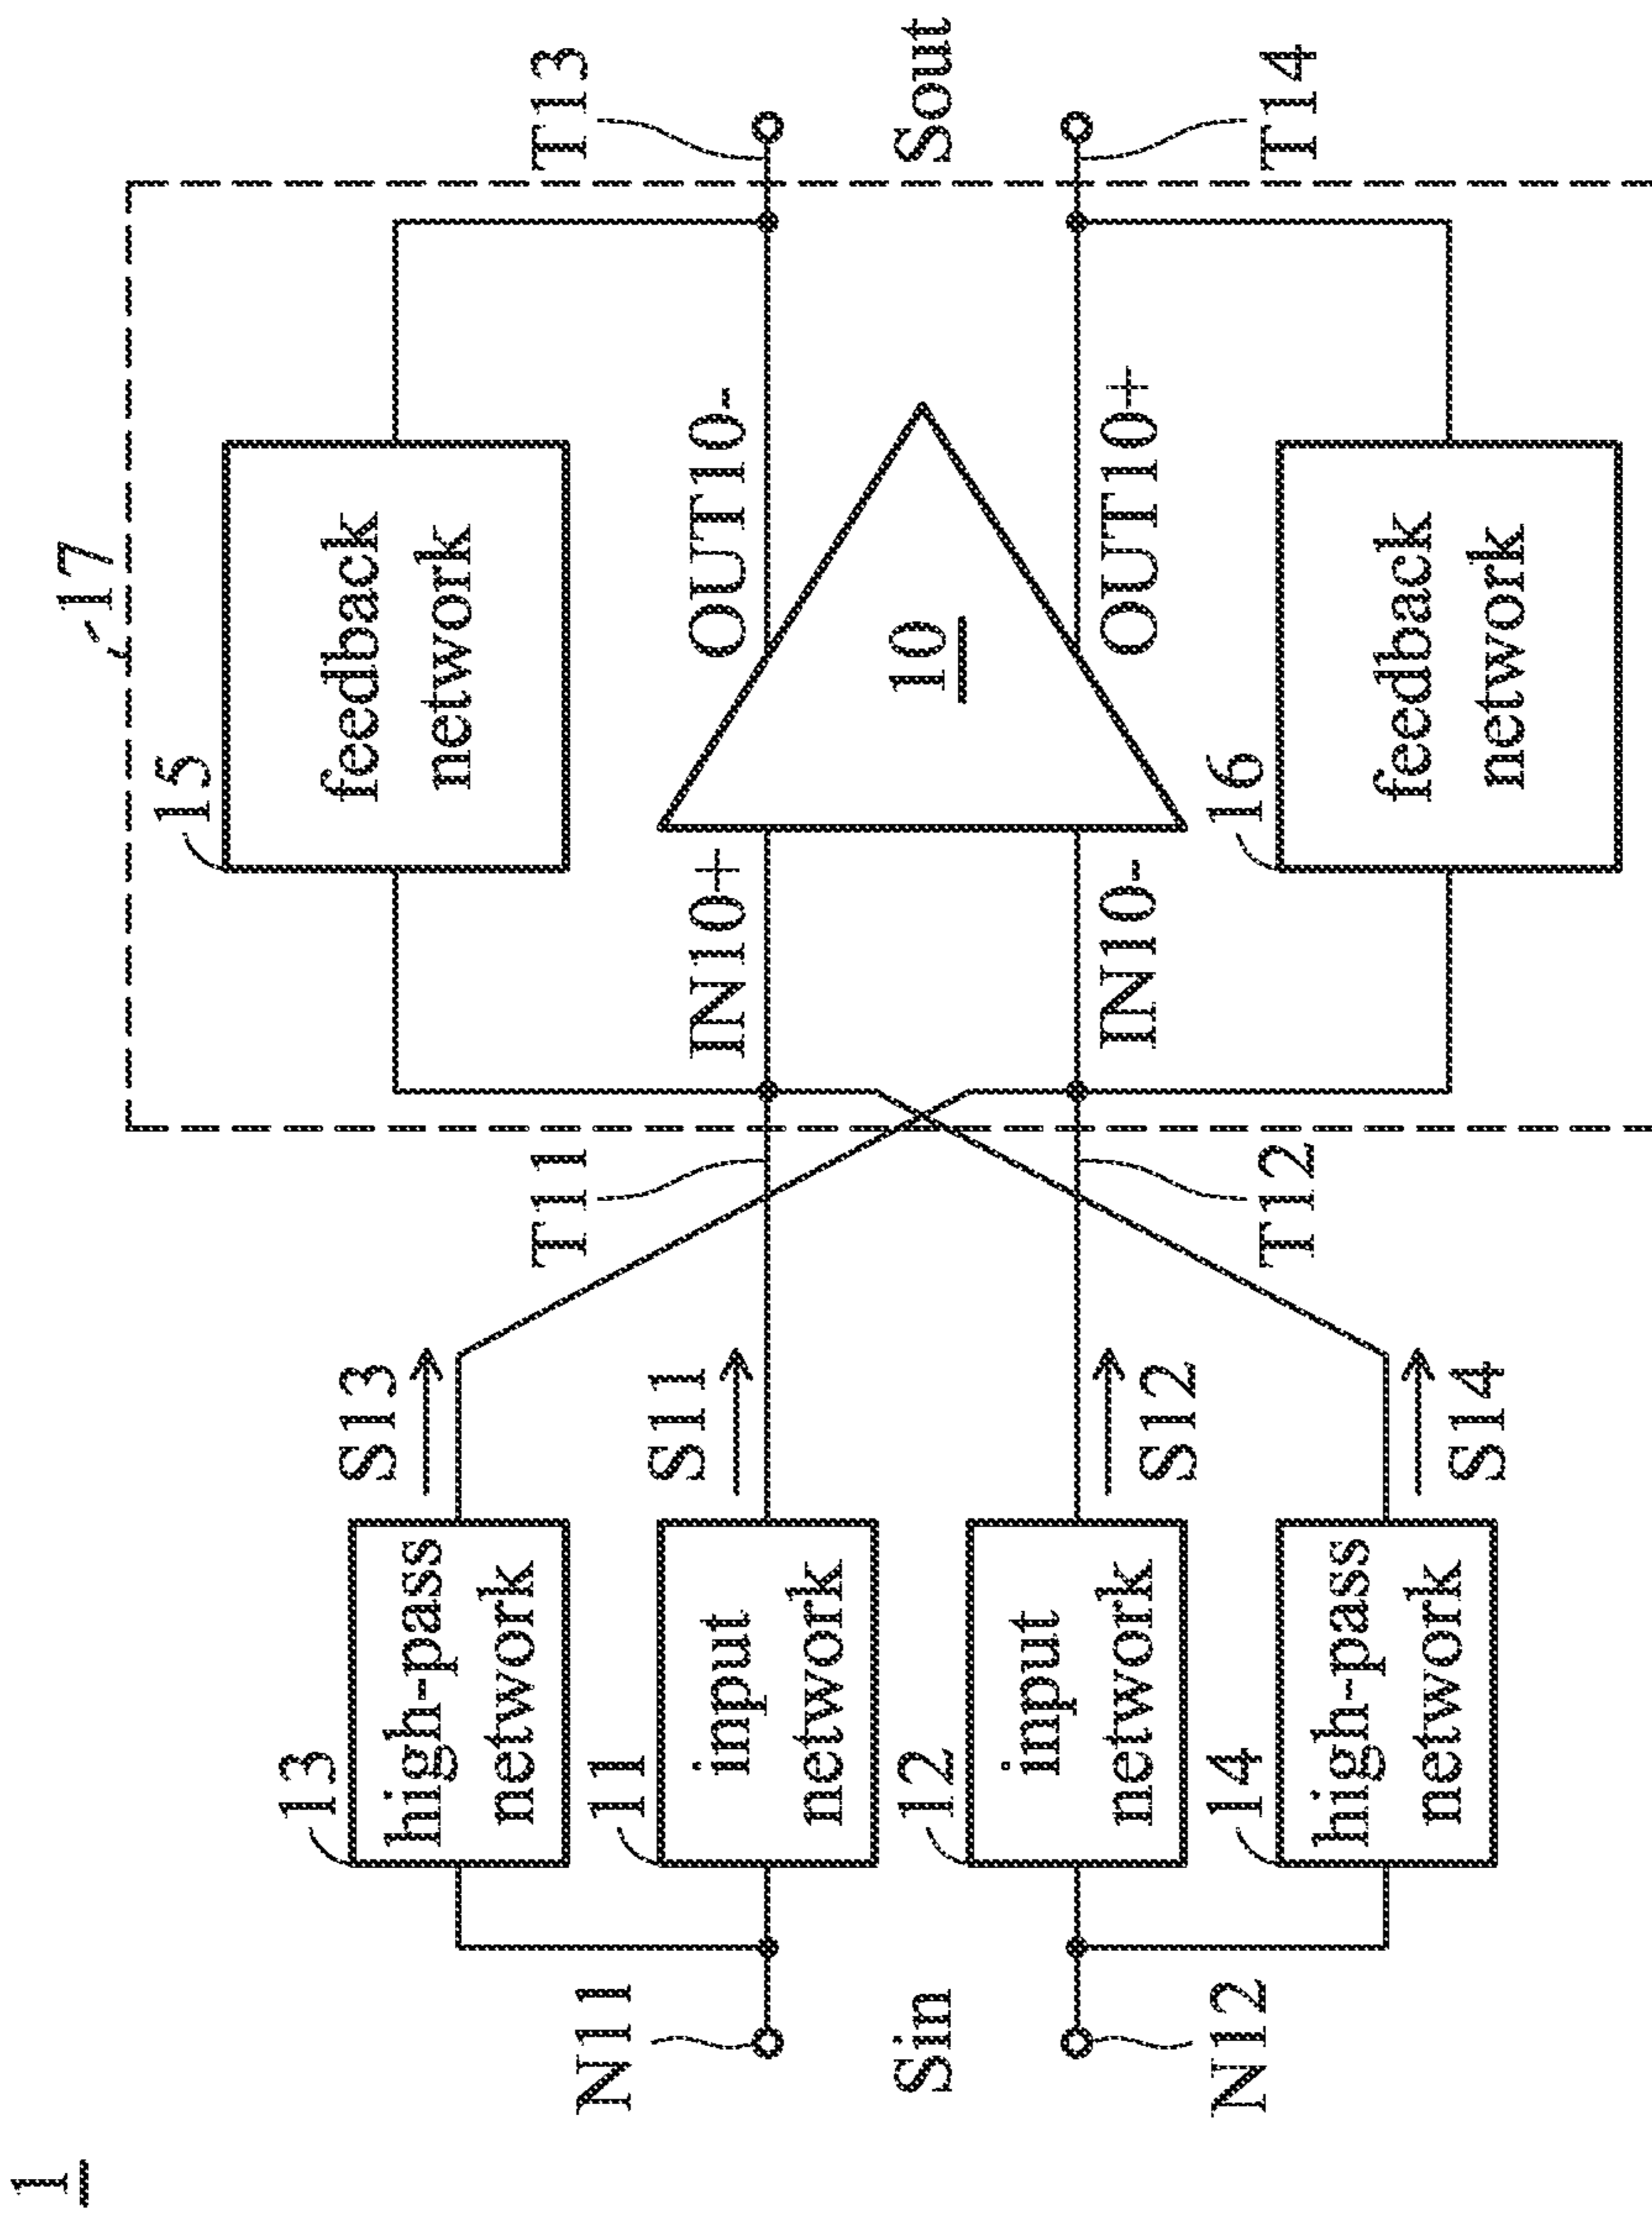 1
17
15
feedback
network
T13
OUT10-
IN10+
10
Sout
OUT10+
IN10-
T14
16
feedback
network
T11
T12
S13
S11
S12
S14
13
high-pass
network
11
input
network
12
input
network
14
high-pass
network
N11
Sin
N12